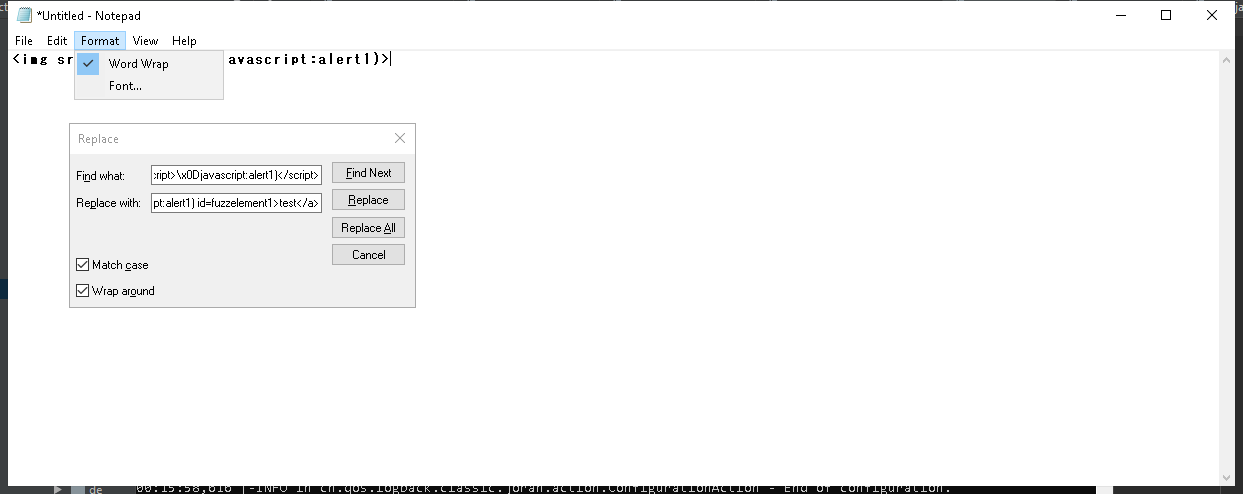 *Untitled - Notepad
File Edit Format View Help
<img sr
avascript:alert1)>
Word Wrap
Font...
Replace
Find what: :ript>\x0Djavascript:alert1)</script>
Find Next
Replace with: pt:alert1) id=fuzzelement1>test</a>
Replace
Replace All
Cancel
Match case
Wrap around
de 00:15:58,616 |-INFO in ch.qos.logback.classic.joran.action.ConfigurationAction - End of configuration.